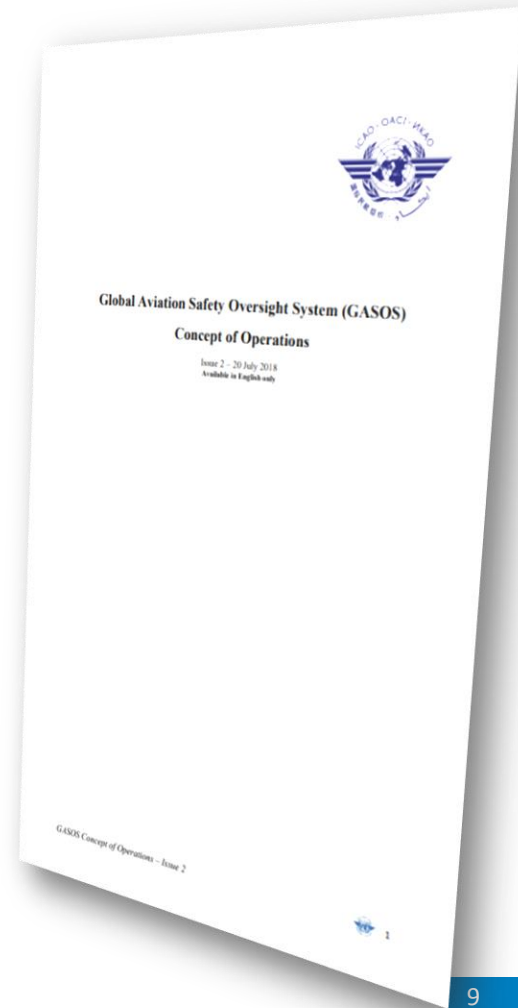 ICAO · OACI · ИКАО
Global Aviation Safety Oversight System (GASOS)
Concept of Operations
Issue 2 – 20 July 2018
Available in English only
GASOS Concept of Operations – Issue 2
1
9